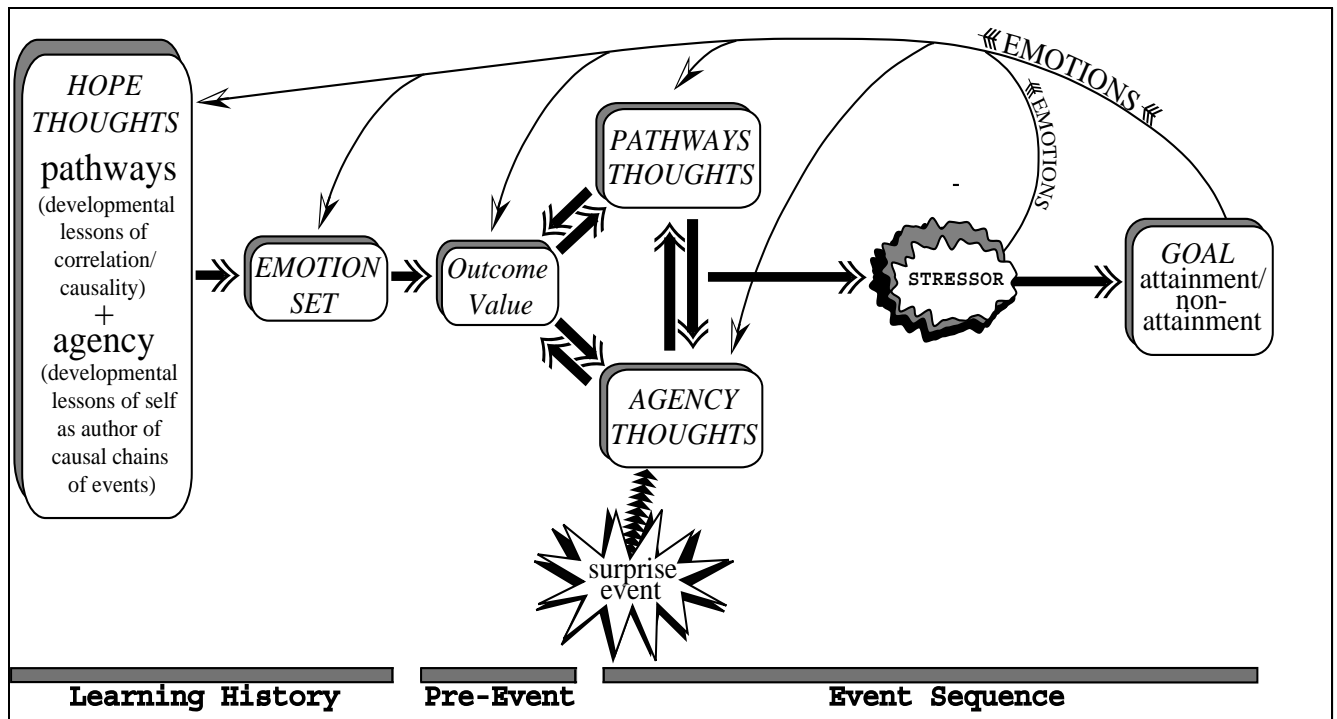 HOPE
THOUGHTS
pathways
(developmental
lessons of
correlation/
causality)
+
agency
(developmental
lessons of self
as author of
causal chains
of events)
EMOTION
SET
Outcome
Value
PATHWAYS
THOUGHTS
AGENCY
THOUGHTS
surprise
event
STRESSOR
EMOTIONS
EMOTIONS
GOAL
attainment/
non-
attainment
-
Learning History
Pre-Event
Event Sequence